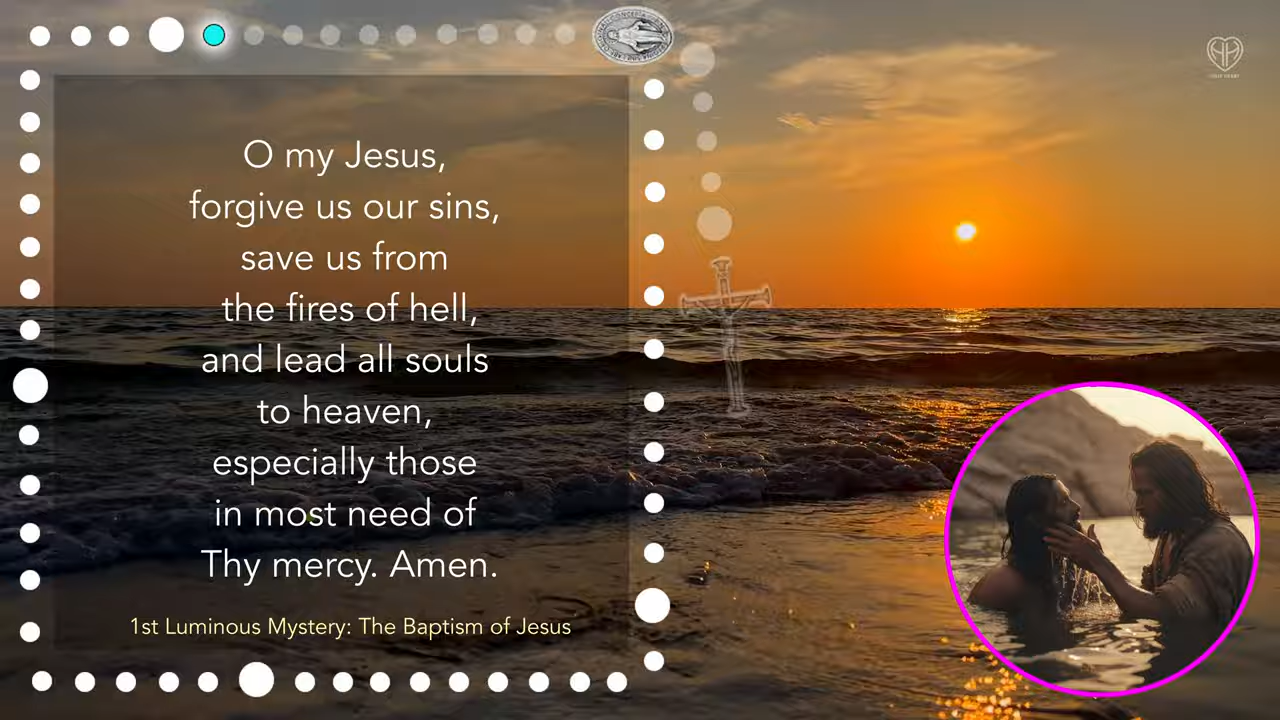 O my Jesus,
forgive us our sins,
save us from
the fires of hell,
and lead all souls
to heaven,
especially those
in most need of
Thy mercy. Amen.
1st Luminous Mystery: The Baptism of Jesus